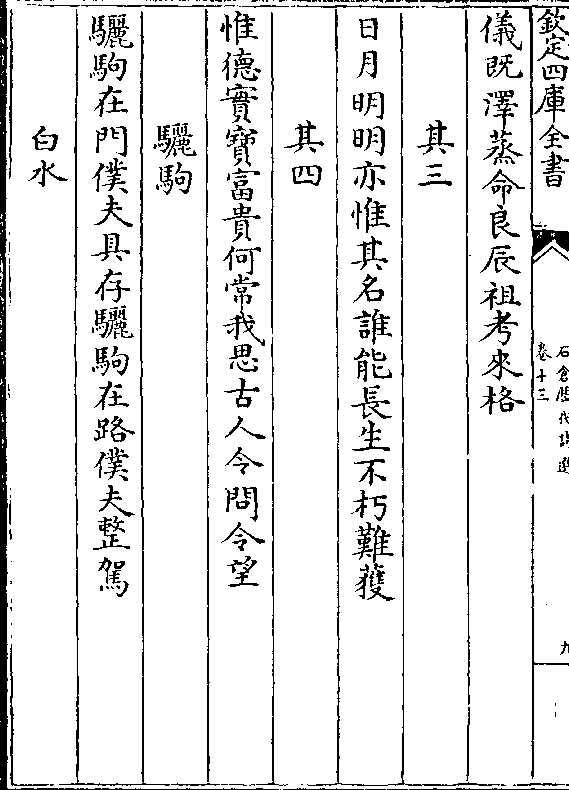 欽定四庫全書
石倉歷代詩選
卷十三
九
儀既澤蒸命良辰祖考來格
其三
日月明明亦惟其名誰能長生不朽難獲
其四
惟德實寶富貴何常我思古人令問令望
驪駒
驪駒在門僕夫具存驪駒在路僕夫整駕
白水